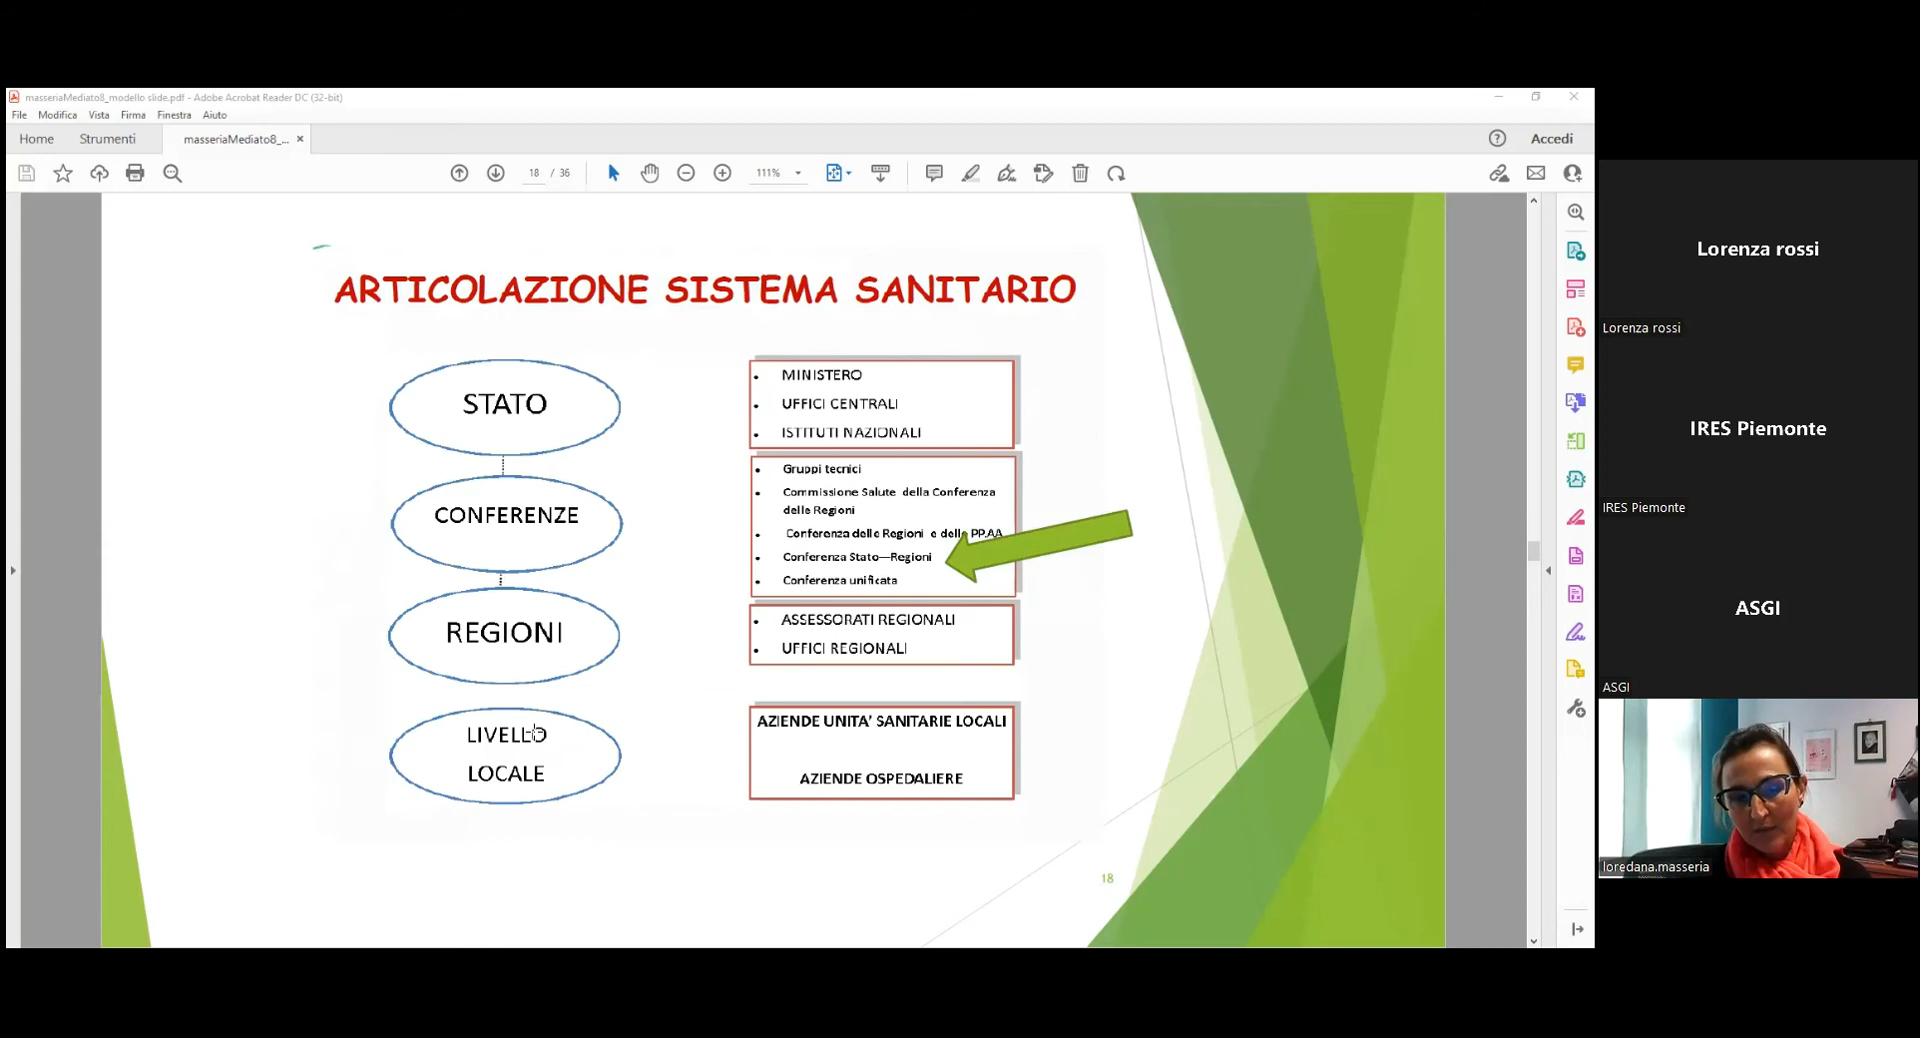 masseriaMediato8_modello slide.pdf - Adobe Acrobat Reader DC (32-bit)
File Modifica Vista Firma Finestra Aiuto
Home Strumenti masseriaMediato8_... × Accedi
18 / 36 111%
ARTICOLAZIONE SISTEMA SANITARIO
STATO
• MINISTERO
• UFFICI CENTRALI
• ISTITUTI NAZIONALI
CONFERENZE
• Gruppi tecnici
• Commissione Salute della Conferenza
delle Regioni
• Conferenza delle Regioni e delle PP.AA
• Conferenza Stato—Regioni
• Conferenza unificata
REGIONI
• ASSESSORATI REGIONALI
• UFFICI REGIONALI
LIVELLO
LOCALE
AZIENDE UNITA' SANITARIE LOCALI
AZIENDE OSPEDALIERE
18
Lorenza rossi
Lorenza rossi
IRES Piemonte
IRES Piemonte
ASGI
ASGI
loredana.masseria